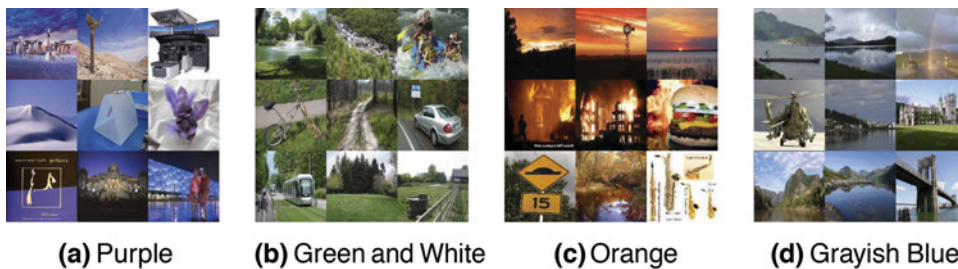 15
(a) Purple
(b) Green and White
(c) Orange
(d) Grayish Blue